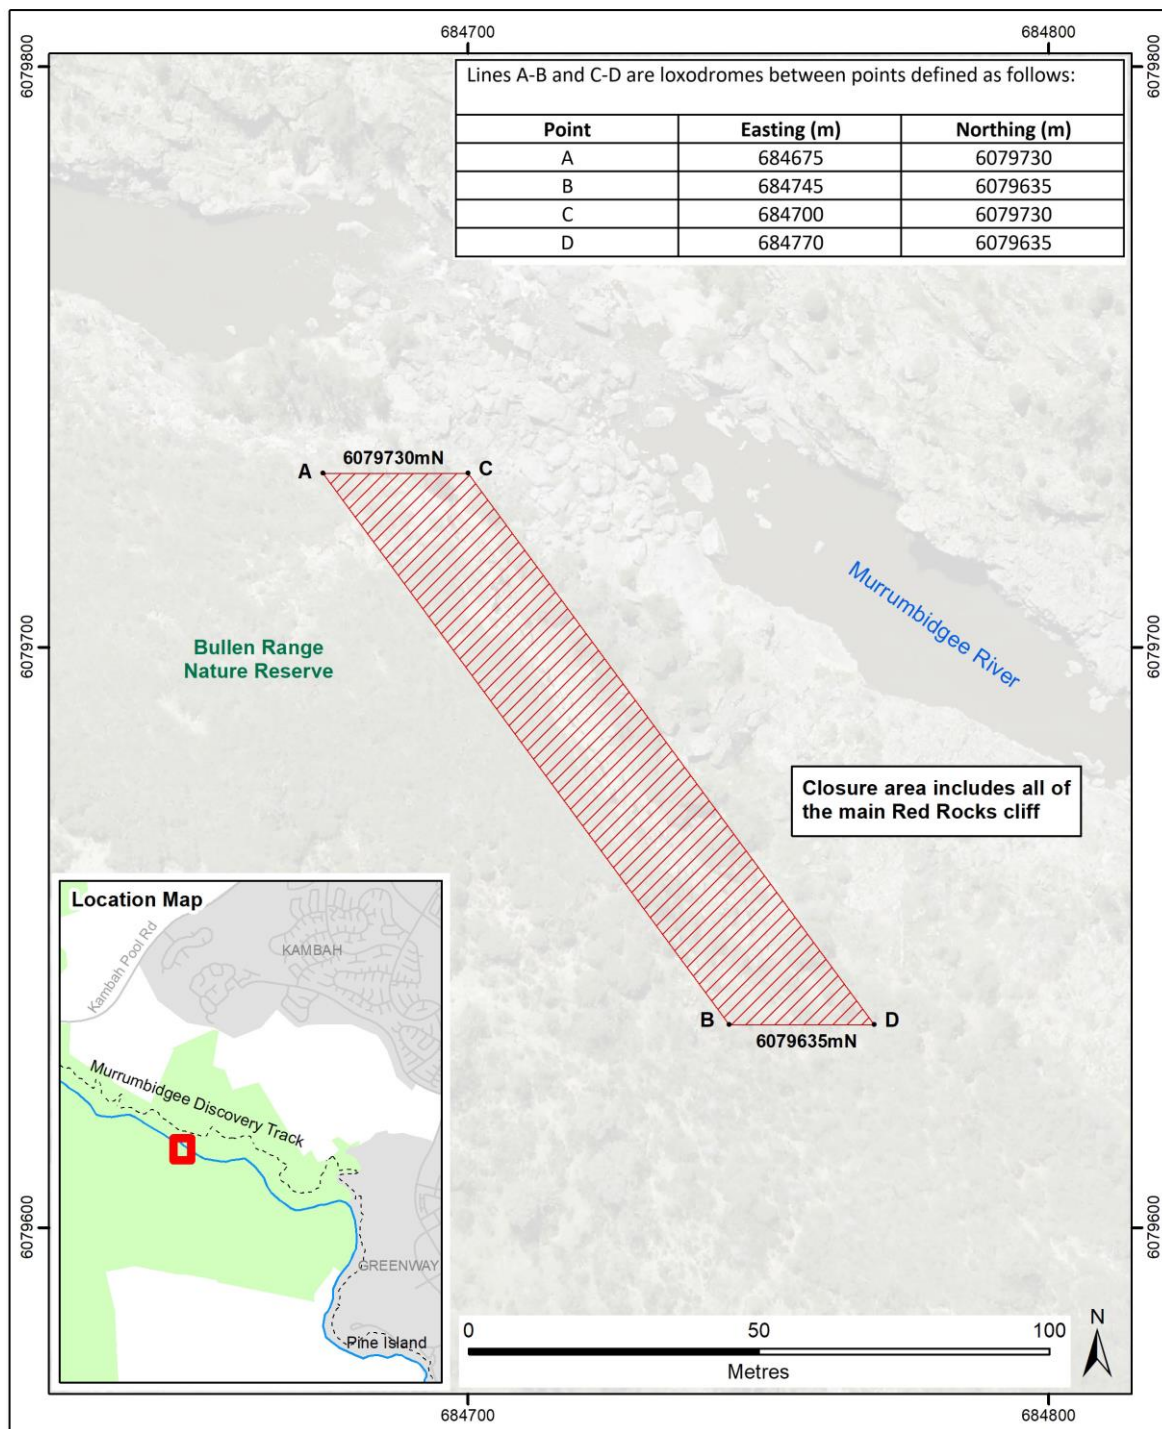 684700 684800
6079800 6079800
Lines A-B and C-D are loxodromes between points defined as follows:
Point Easting (m) Northing (m)
A 684675 6079730
B 684745 6079635
C 684700 6079730
D 684770 6079635
A 6079730mN C
Murrumbidgee River
6079700 6079700
Bullen Range
Nature Reserve
Closure area includes all of
the main Red Rocks cliff
B D
6079635mN
Location Map
Kambah Pool Rd
KAMBAH
Murrumbidgee Discovery Track
GREENWAY
Pine Island
6079600 6079600
0 50 100
Metres
N
684700 684800